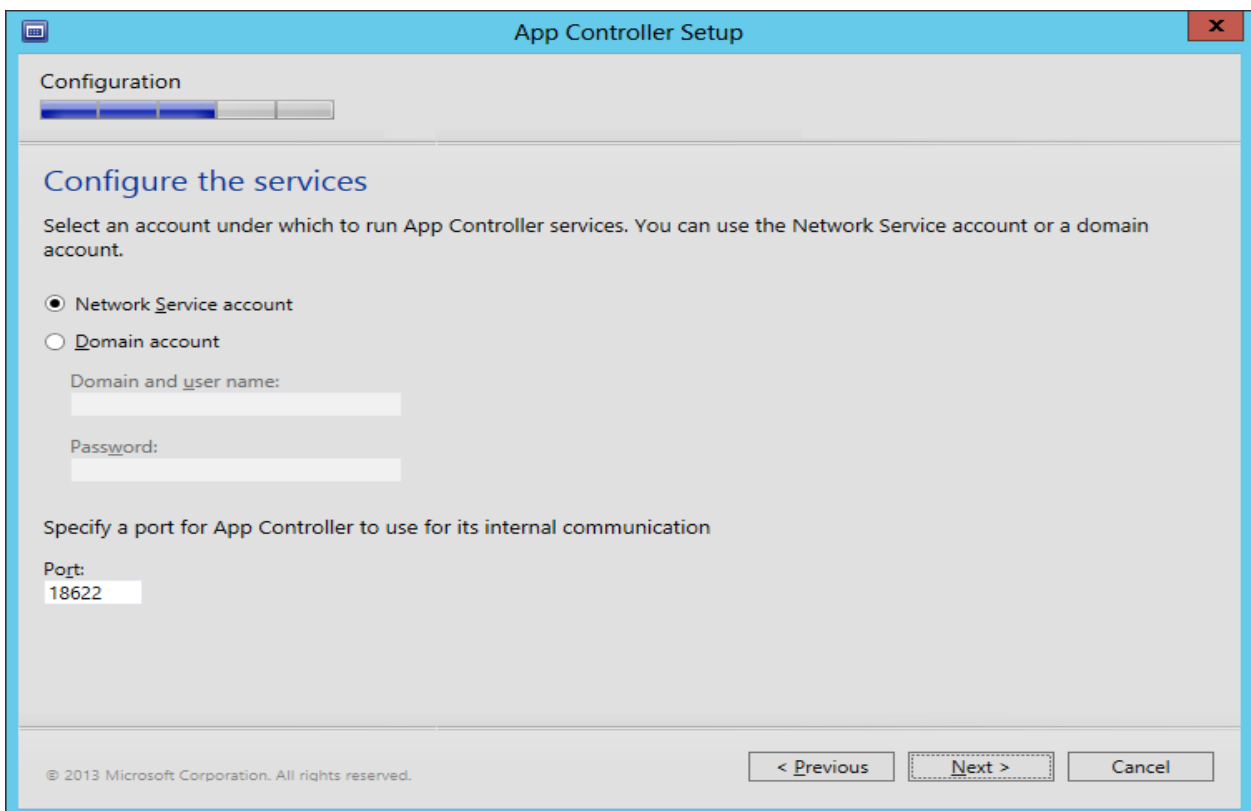 App Controller Setup
x
Configuration
Configure the services
Select an account under which to run App Controller services. You can use the Network Service account or a domain
account.
Network Service account
Domain account
Domain and user name:
Password:
Specify a port for App Controller to use for its internal communication
Port:
18622
© 2013 Microsoft Corporation. All rights reserved.
< Previous
Next >
Cancel